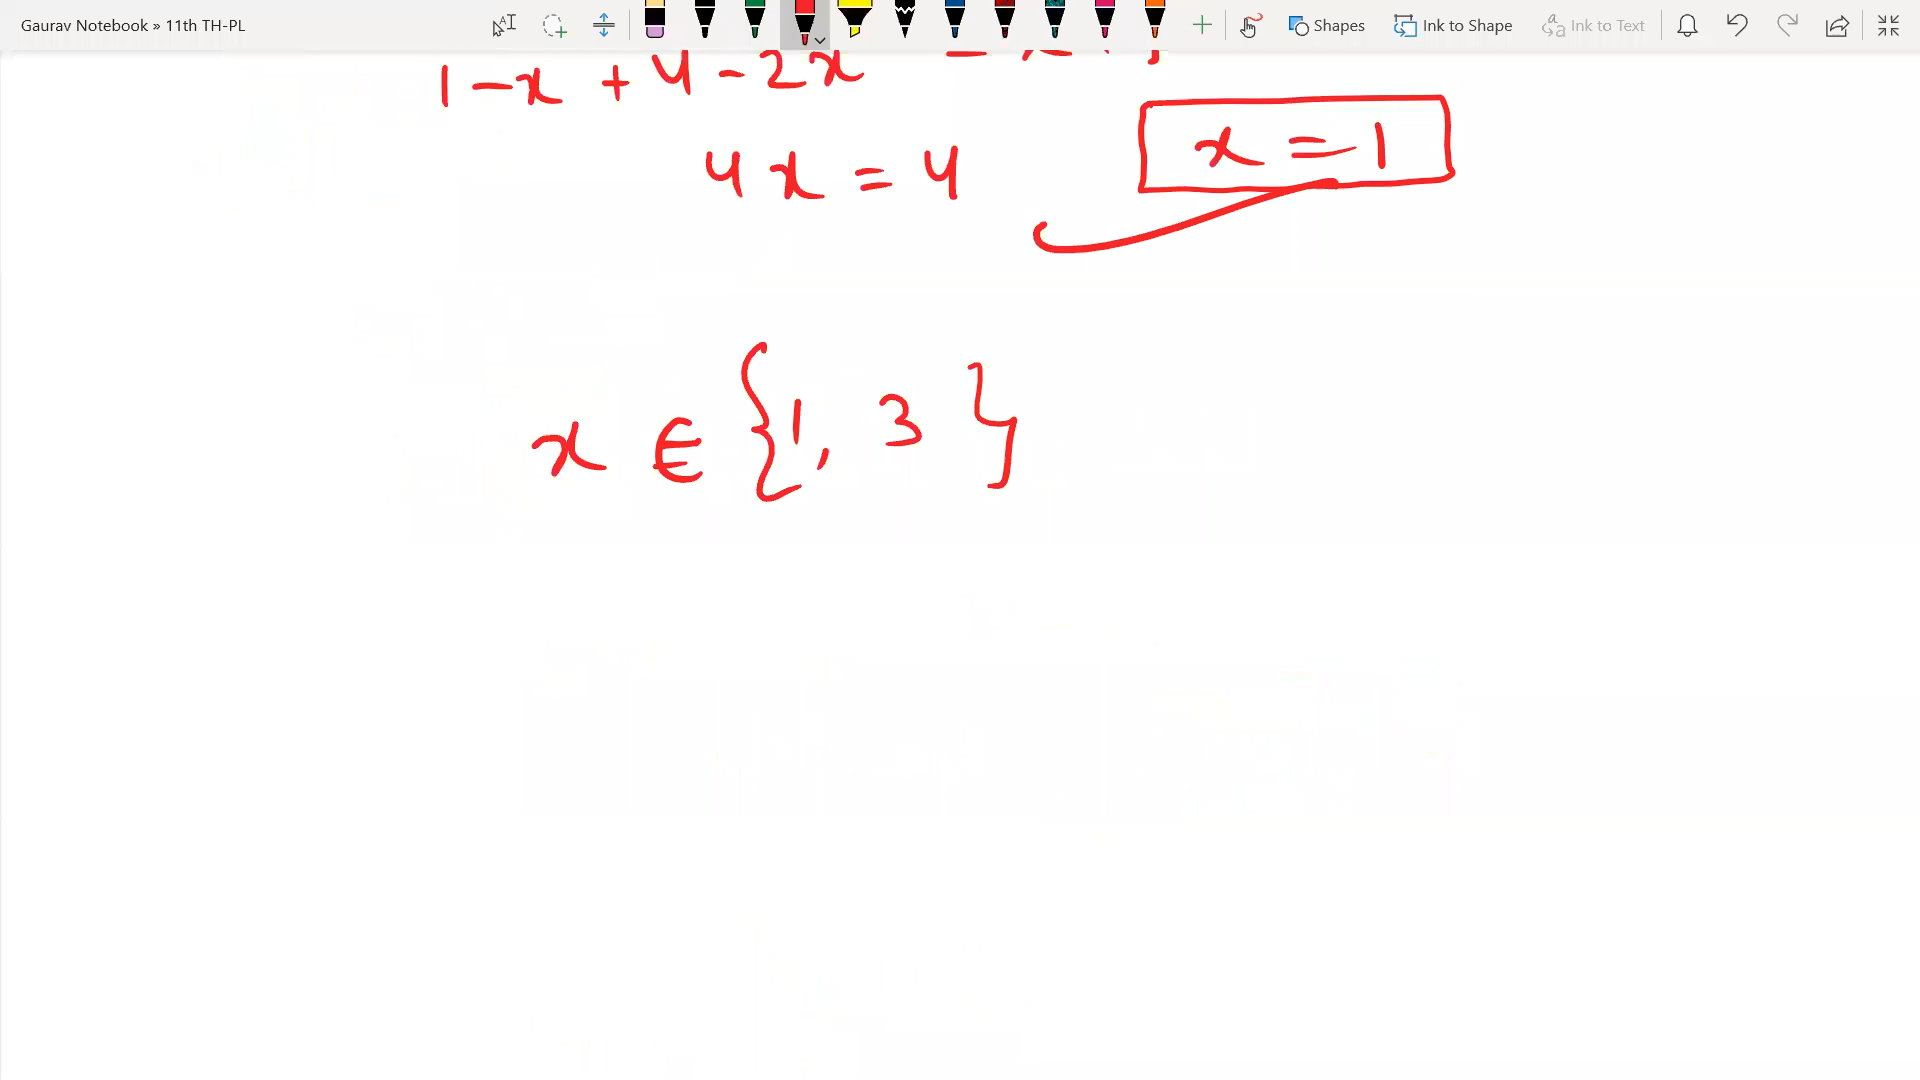 Gaurav Notebook » 11th TH-PL
Shapes
Ink to Shape
Ink to Text
1 - x + 4 - 2x =
4x = 4
x = 1
x ∈ {1, 3}